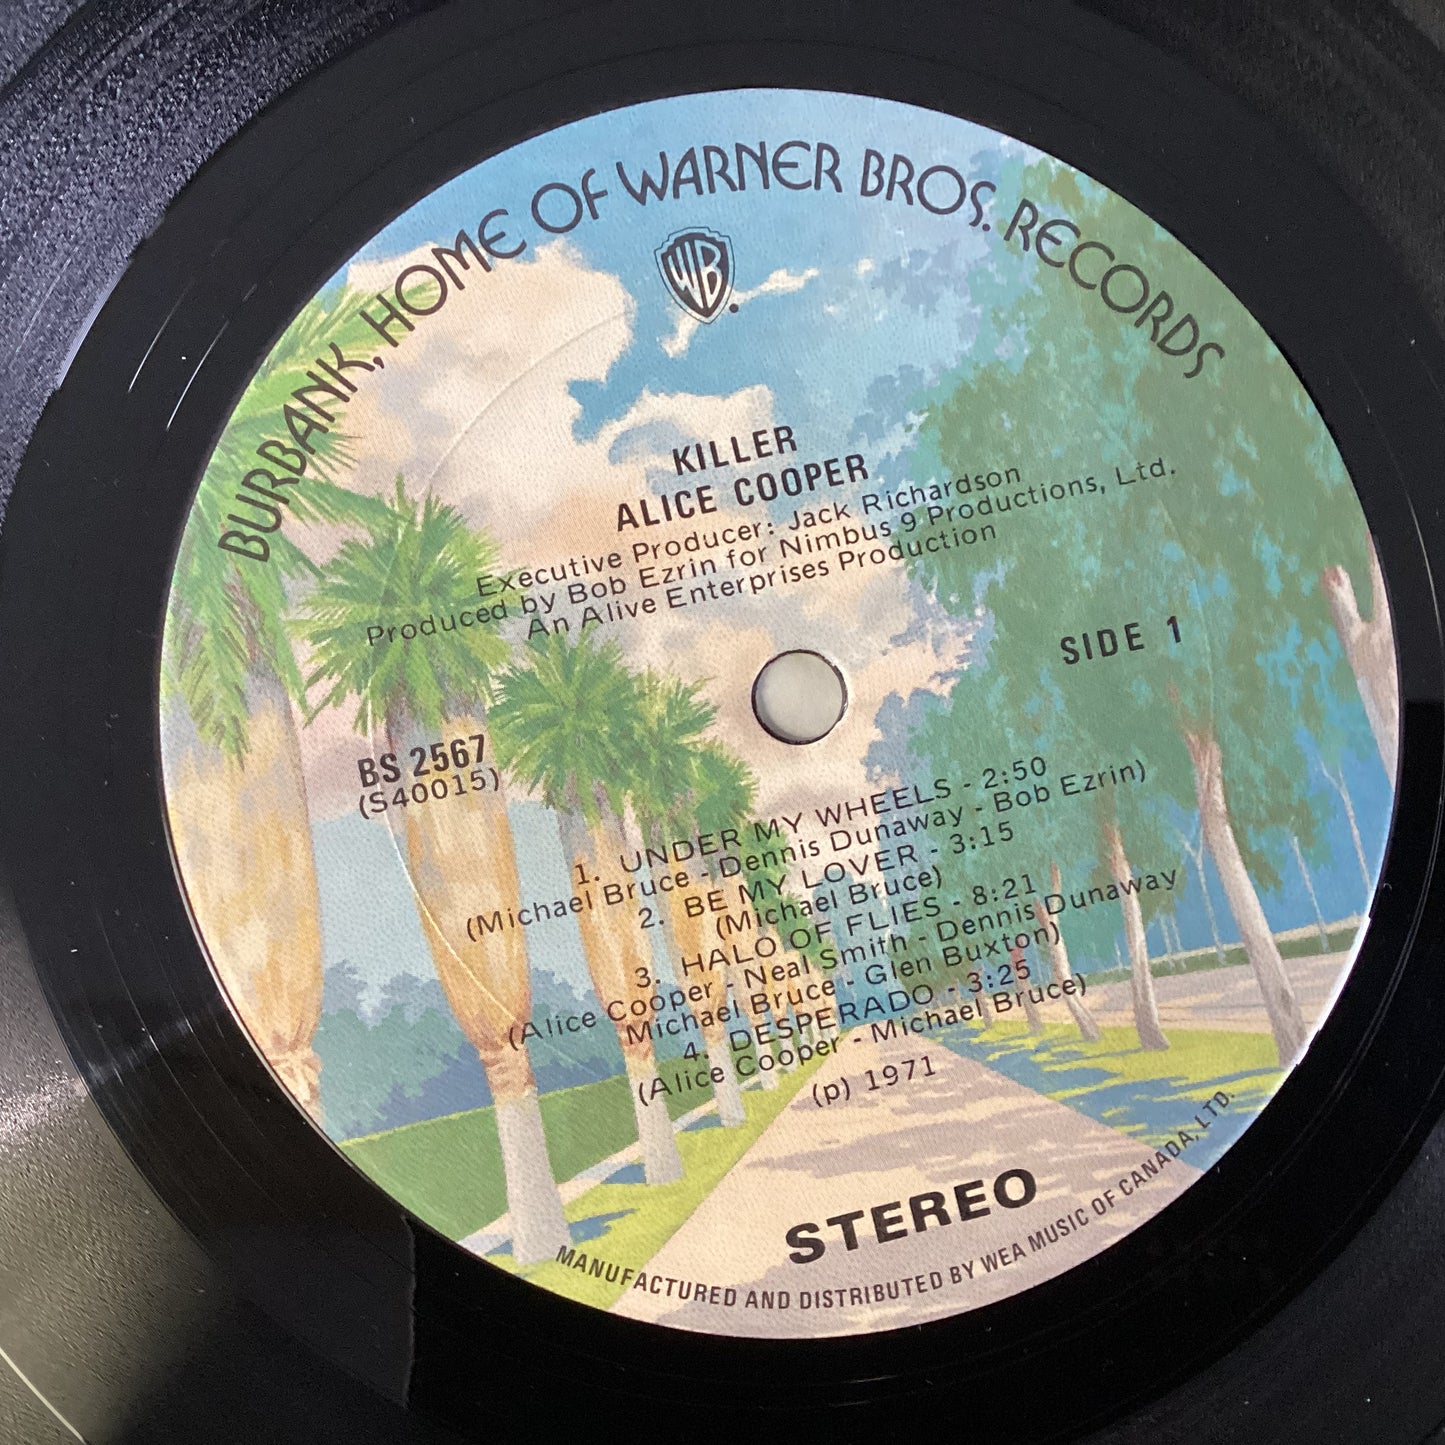 BURBANK, HOME OF WARNER BROS. RECORDS
WB
KILLER
ALICE COOPER
Executive Producer: Jack Richardson
Produced by Bob Ezrin for Nimbus 9 Productions, Ltd.
An Alive Enterprises Production
SIDE 1
BS 2567
(S40015)
1. UNDER MY WHEELS - 2:50
(Michael Bruce - Dennis Dunaway - Bob Ezrin)
2. BE MY LOVER - 3:15
(Michael Bruce)
3. HALO OF FLIES - 8:21
(Alice Cooper - Neal Smith - Dennis Dunaway
Michael Bruce - Glen Buxton)
4. DESPERADO - 3:25
(Alice Cooper - Michael Bruce)
(p) 1971
STEREO
MANUFACTURED AND DISTRIBUTED BY WEA MUSIC OF CANADA, LTD.